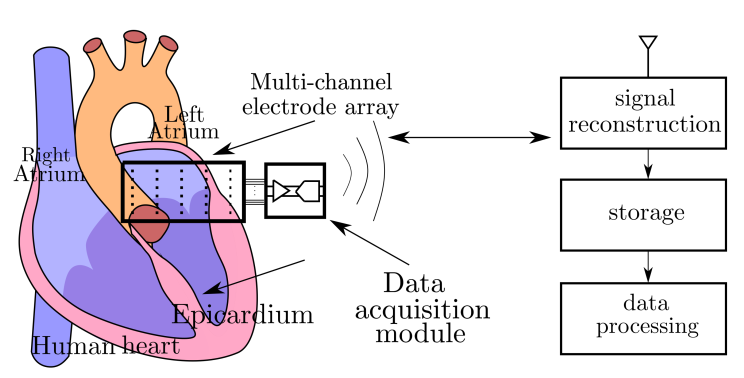 Multi-channel
electrode array
Left
Atrium
Right
Atrium
Epicardium
Human heart
Data
acquisition
module
signal
reconstruction
storage
data
processing